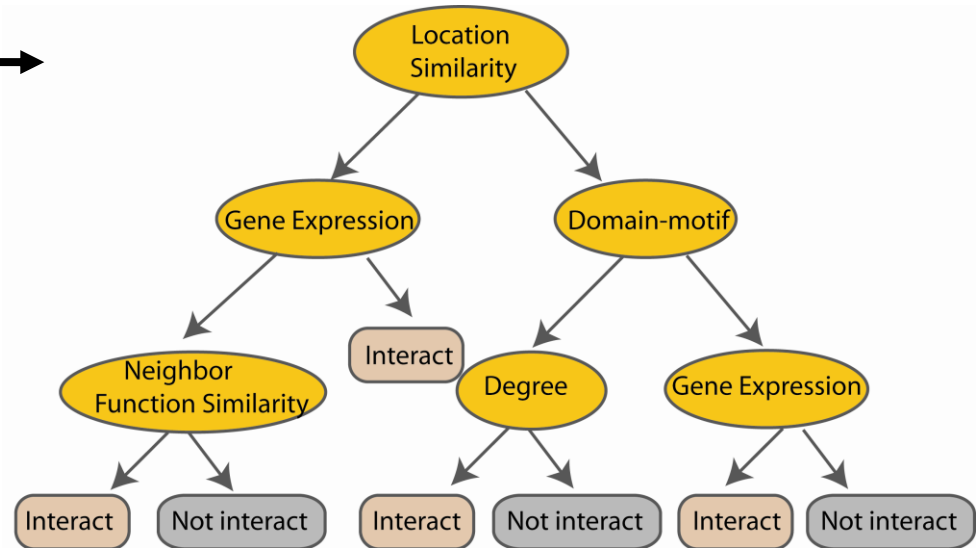 Location
Similarity
Gene Expression
Domain-motif
Interact
Neighbor
Function Similarity
Degree
Gene Expression
Interact
Not interact
Interact
Not interact
Interact
Not interact